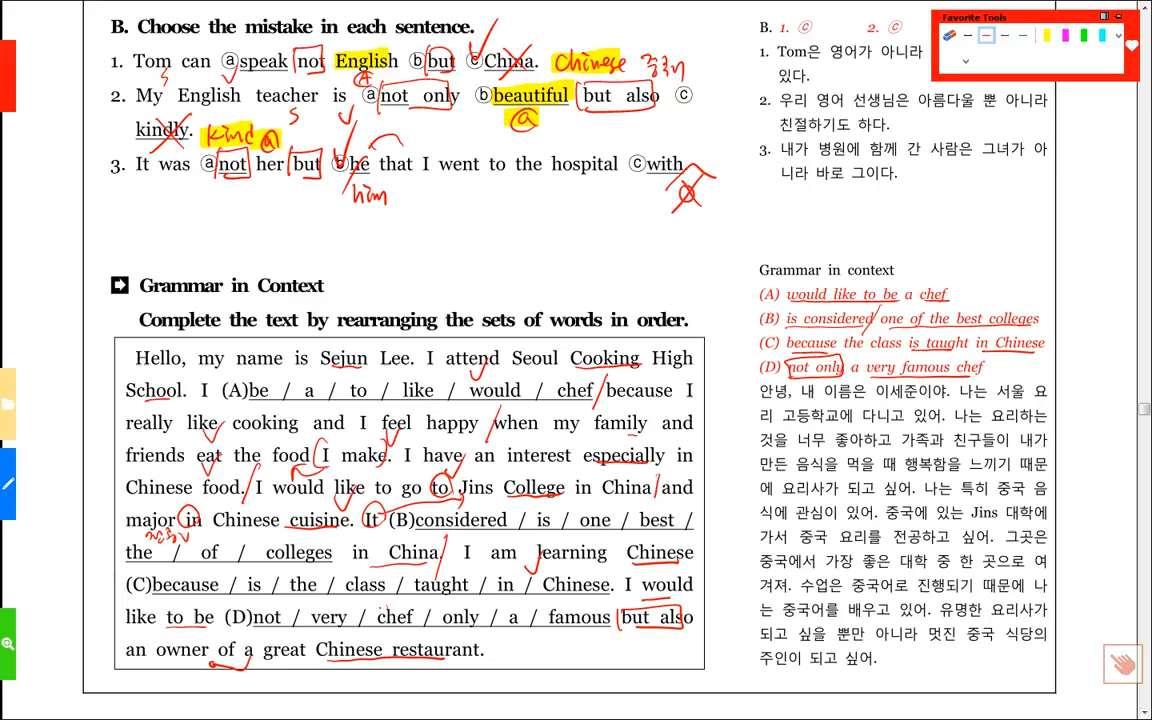 B. Choose the mistake in each sentence.
1. Tom can ⓐspeak not English ⓑbut ⓒChina. Chinese 중국어
s
2. My English teacher is ⓐnot only ⓑbeautiful but also ⓒ
kindly. kind ⓐ
s
ⓐ
3. It was ⓐnot her but ⓑhe that I went to the hospital ⓒwith
him
Grammar in Context
Complete the text by rearranging the sets of words in order.
Hello, my name is Sejun Lee. I attend Seoul Cooking High
School. I (A)be / a / to / like / would / chef because I
really like cooking and I feel happy when my family and
friends eat the food I make. I have an interest especially in
Chinese food. I would like to go to Jins College in China and
major in Chinese cuisine. It (B)considered / is / one / best /
the / of / colleges in China. I am learning Chinese
(C)because / is / the / class / taught / in / Chinese. I would
like to be (D)not / very / chef / only / a / famous but also
an owner of a great Chinese restaurant.
B. 1. ⓒ 2. ⓒ
1. Tom은 영어가 아니라
있다.
2. 우리 영어 선생님은 아름다울 뿐 아니라
친절하기도 하다.
3. 내가 병원에 함께 간 사람은 그녀가 아
니라 바로 그이다.
Grammar in context
(A) would like to be a chef
(B) is considered one of the best colleges
(C) because the class is taught in Chinese
(D) not only a very famous chef
안녕, 내 이름은 이세준이야. 나는 서울 요
리 고등학교에 다니고 있어. 나는 요리하는
것을 너무 좋아하고 가족과 친구들이 내가
만든 음식을 먹을 때 행복함을 느끼기 때문
에 요리사가 되고 싶어. 나는 특히 중국 음
식에 관심이 있어. 중국에 있는 Jins 대학에
가서 중국 요리를 전공하고 싶어. 그곳은
중국에서 가장 좋은 대학 중 한 곳으로 여
겨져. 수업은 중국어로 진행되기 때문에 나
는 중국어를 배우고 있어. 유명한 요리사가
되고 싶을 뿐만 아니라 멋진 중국 식당의
주인이 되고 싶어.
Favorite Tools